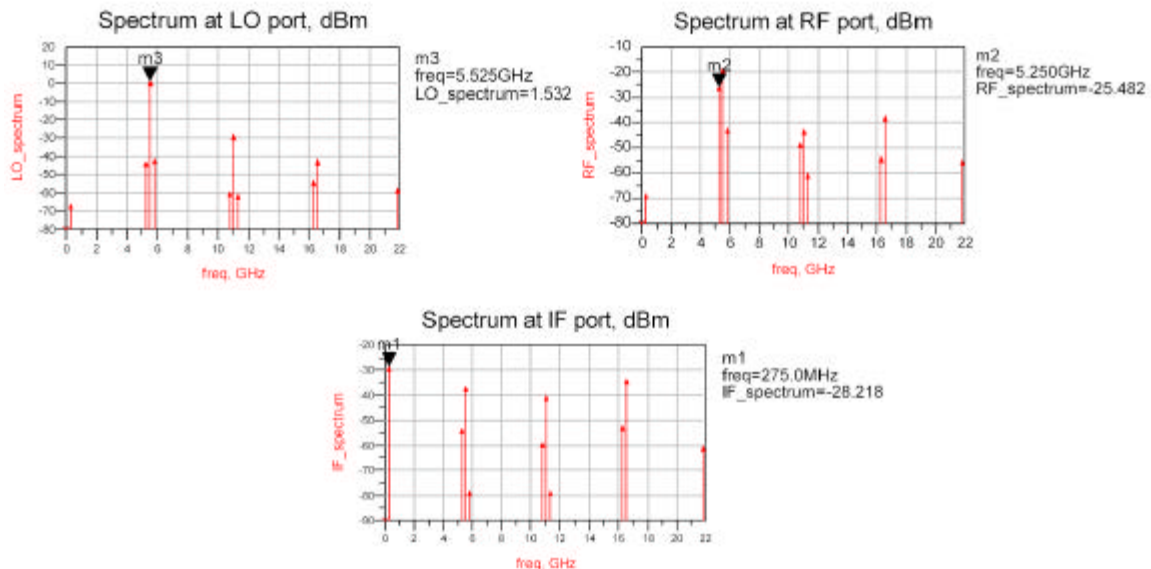 Spectrum at LO port, dBm
LO_spectrum
20
10
0
-10
-20
-30
-40
-50
-60
-70
-80
m3
0 2 4 6 8 10 12 14 16 18 20 22
freq, GHz
m3
freq=5.525GHz
LO_spectrum=1.532
Spectrum at RF port, dBm
RF_spectrum
-10
-20
-30
-40
-50
-60
-70
-80
m2
0 2 4 6 8 10 12 14 16 18 20 22
freq, GHz
m2
freq=5.250GHz
RF_spectrum=-25.482
Spectrum at IF port, dBm
IF_spectrum
-20
-30
-40
-50
-60
-70
-80
-90
m1
0 2 4 6 8 10 12 14 16 18 20 22
freq, GHz
m1
freq=275.0MHz
IF_spectrum=-28.218